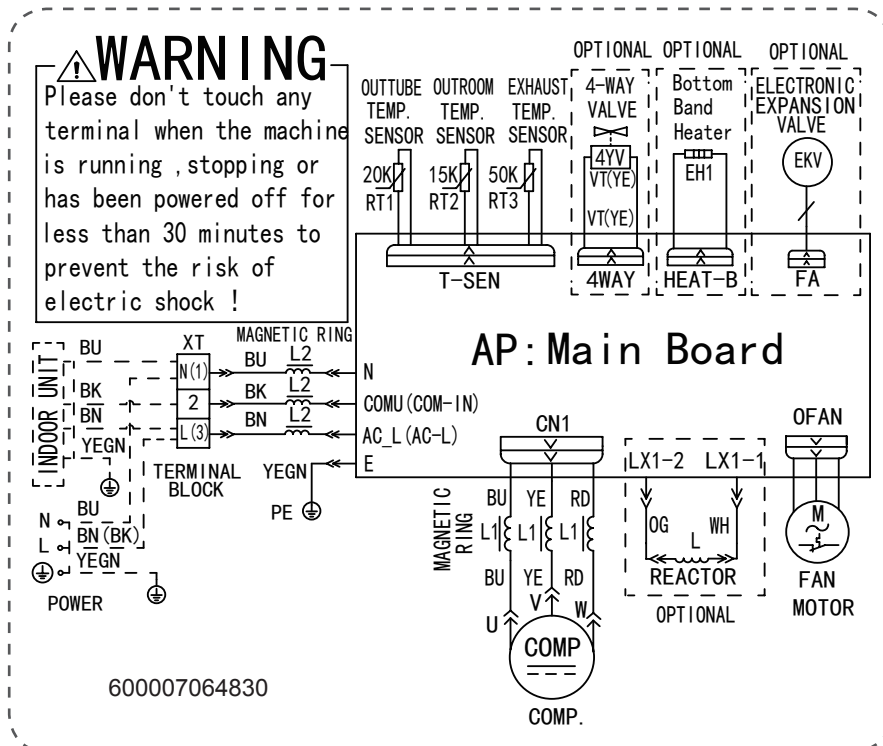 WARNING
Please don't touch any
terminal when the machine
is running ,stopping or
has been powered off for
less than 30 minutes to
prevent the risk of
electric shock !
OUTTUBE
TEMP.
SENSOR
20K
RT1
OUTROOM
TEMP.
SENSOR
15K
RT2
EXHAUST
TEMP.
SENSOR
50K
RT3
T-SEN
OPTIONAL
4-WAY
VALVE
4YV
VT(YE)
VT(YE)
4WAY
OPTIONAL
Bottom
Band
Heater
EH1
HEAT-B
OPTIONAL
ELECTRONIC
EXPANSION
VALVE
EKV
FA
AP:Main Board
INDOOR UNIT
BU
BK
BN
YEGN
XT
N(1)
2
L(3)
TERMINAL
BLOCK
MAGNETIC RING
BU
L2
N
BK
L2
COMU(COM-IN)
BN
L2
AC_L(AC-L)
YEGN
E
PE
N
BU
L
BN(BK)
YEGN
POWER
CN1
MAGNETIC
RING
BU
YE
RD
L1
L1
L1
BU
YE
RD
U
V
W
COMP
COMP.
LX1-2
LX1-1
OG
L
WH
REACTOR
OPTIONAL
OFAN
M
FAN
MOTOR
600007064830